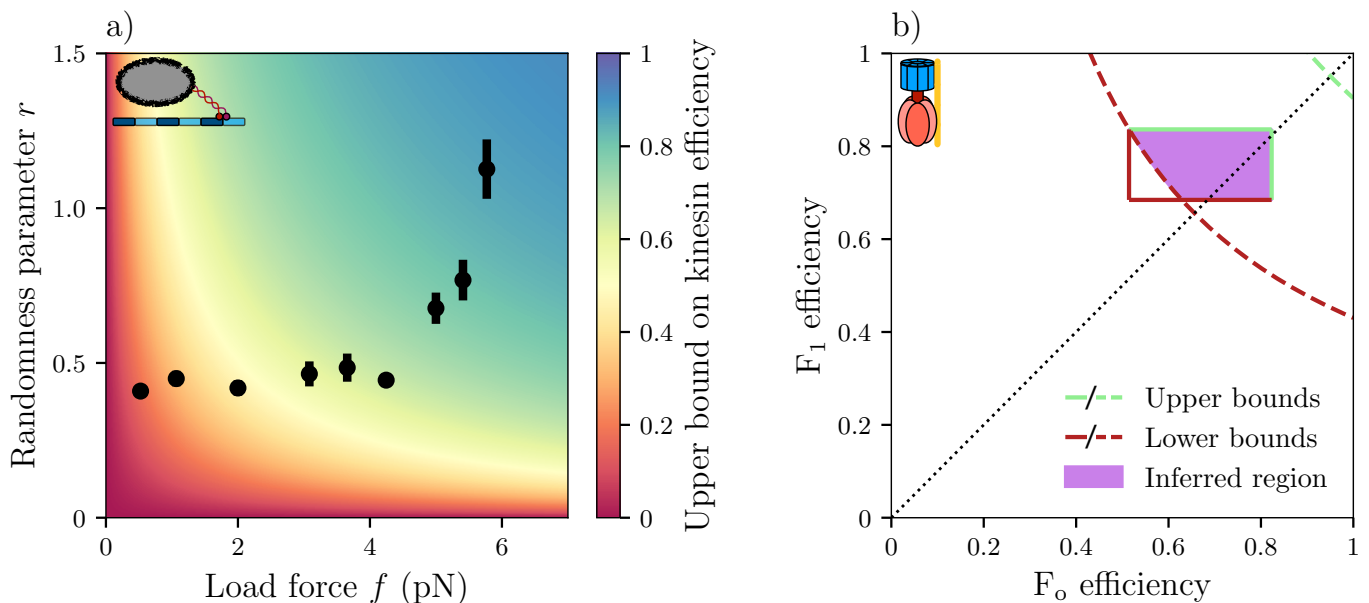 a)
Randomness parameter r
1.5
1.0
0.5
0
0
2
4
6
Load force f (pN)
1
0.8
0.6
0.4
0.2
0
Upper bound on kinesin efficiency
b)
F₁ efficiency
1
0.8
0.6
0.4
0.2
0
0
0.2
0.4
0.6
0.8
1
Fₒ efficiency
Upper bounds
Lower bounds
Inferred region